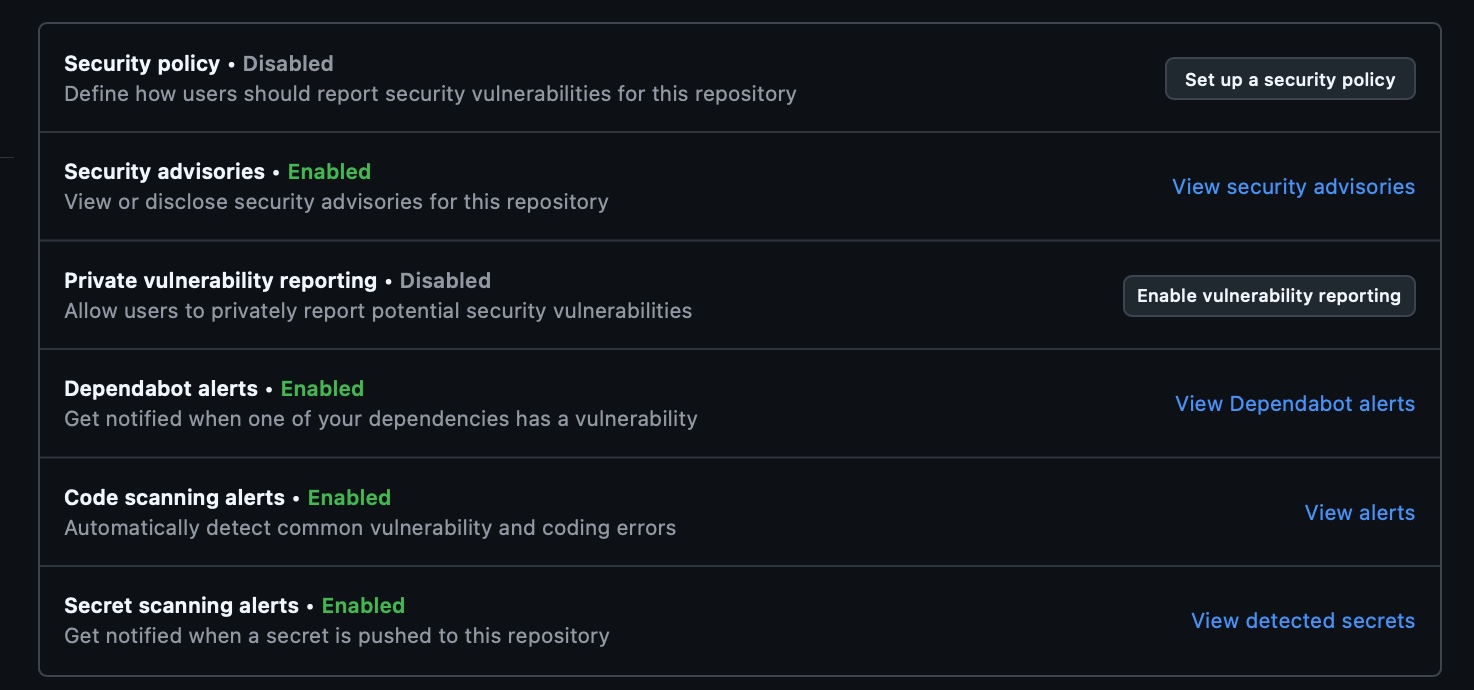 Security policy • Disabled
Define how users should report security vulnerabilities for this repository
Set up a security policy
Security advisories • Enabled
View or disclose security advisories for this repository
View security advisories
Private vulnerability reporting • Disabled
Allow users to privately report potential security vulnerabilities
Enable vulnerability reporting
Dependabot alerts • Enabled
Get notified when one of your dependencies has a vulnerability
View Dependabot alerts
Code scanning alerts • Enabled
Automatically detect common vulnerability and coding errors
View alerts
Secret scanning alerts • Enabled
Get notified when a secret is pushed to this repository
View detected secrets